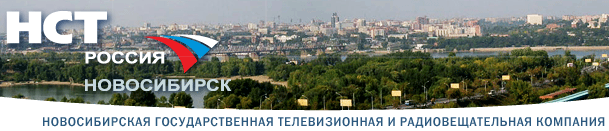 НСТ
РОССИЯ
НОВОСИБИРСК
НОВОСИБИРСКАЯ ГОСУДАРСТВЕННАЯ ТЕЛЕВИЗИОННАЯ И РАДИОВЕЩАТЕЛЬНАЯ КОМПАНИЯ